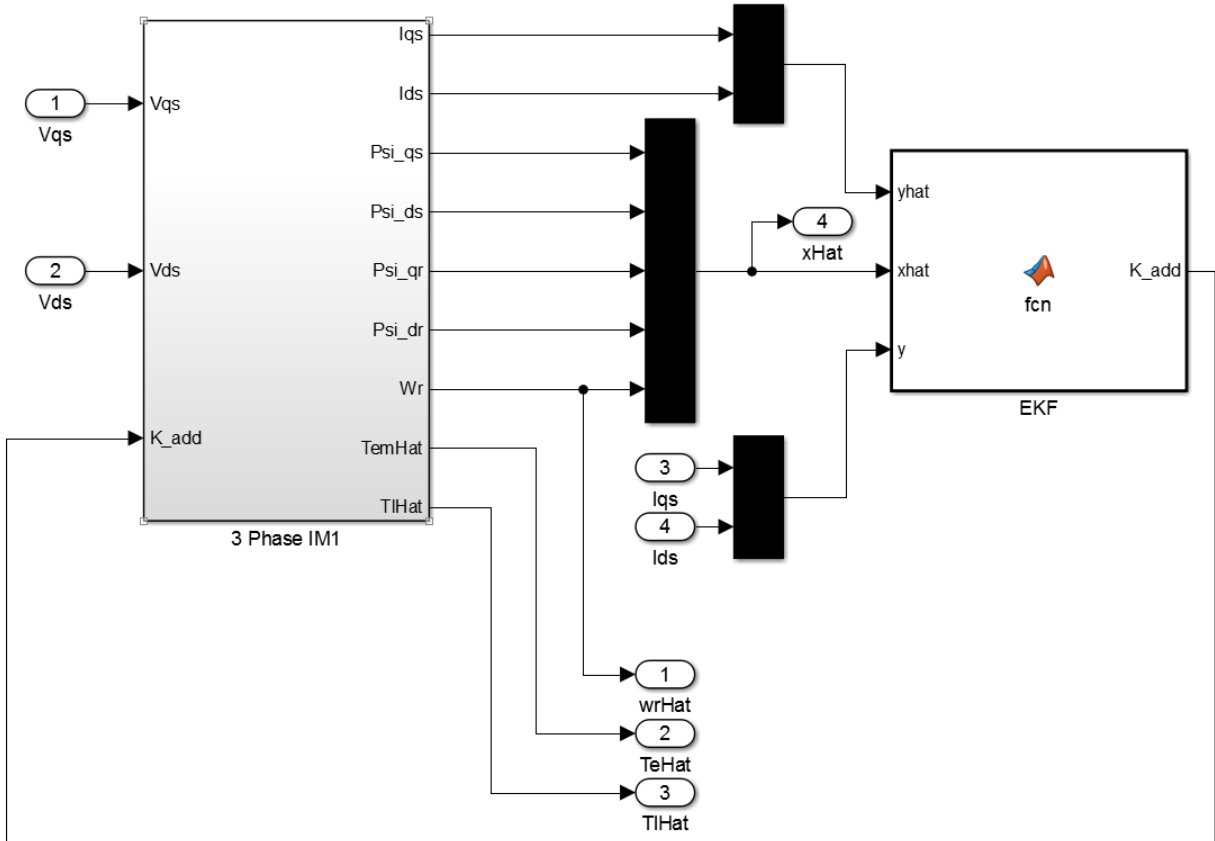 Iqs
Ids
1
Vqs
Vqs
Psi_qs
Psi_ds
yhat
4
xHat
2
Vds
Vds
Psi_qr
xhat
fcn
K_add
Psi_dr
y
Wr
EKF
K_add
TemHat
3
Iqs
TlHat
3 Phase IM1
4
Ids
1
wrHat
2
TeHat
3
TlHat